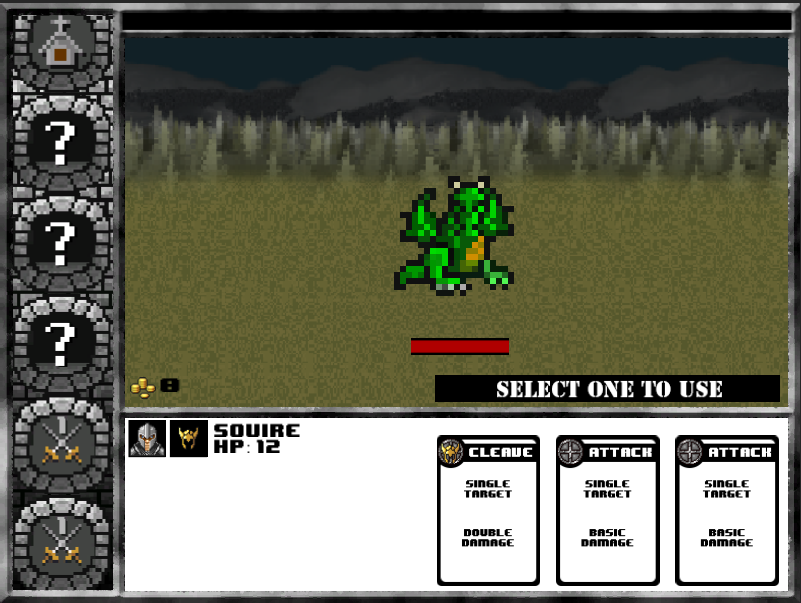 ?
?
?
8
SELECT ONE TO USE
SQUIRE
HP: 12
CLEAVE
SINGLE
TARGET
DOUBLE
DAMAGE
ATTACK
SINGLE
TARGET
BASIC
DAMAGE
ATTACK
SINGLE
TARGET
BASIC
DAMAGE